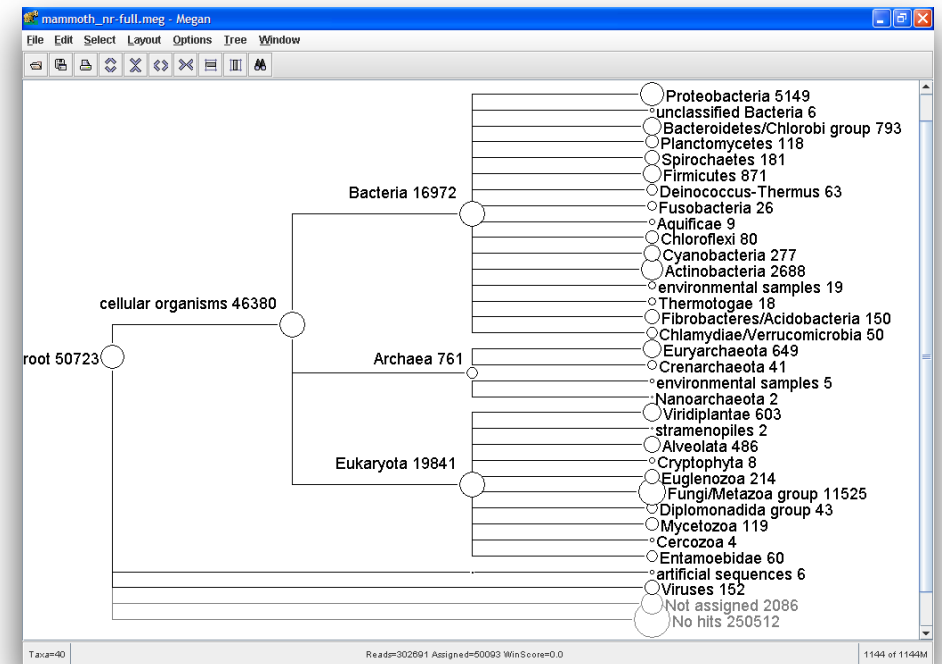 mammoth_nr-full.meg - Megan
File Edit Select Layout Options Tree Window
Proteobacteria 5149
unclassified Bacteria 6
Bacteroidetes/Chlorobi group 793
Planctomycetes 118
Spirochaetes 181
Firmicutes 871
Bacteria 16972
Deinococcus-Thermus 63
Fusobacteria 26
Aquificae 9
Chloroflexi 80
Cyanobacteria 277
Actinobacteria 2688
environmental samples 19
cellular organisms 46380
Thermotogae 18
Fibrobacteres/Acidobacteria 150
Chlamydiae/Verrucomicrobia 50
root 50723
Archaea 761
Euryarchaeota 649
Crenarchaeota 41
environmental samples 5
Nanoarchaeota 2
Viridiplantae 603
stramenopiles 2
Alveolata 486
Eukaryota 19841
Cryptophyta 8
Euglenozoa 214
Fungi/Metazoa group 11525
Diplomonadida group 43
Mycetozoa 119
Cercozoa 4
Entamoebidae 60
artificial sequences 6
Viruses 152
Not assigned 2086
No hits 250512
Taxa=40 Reads=302691 Assigned=50093 WinScore=0.0 1144 of 1144M